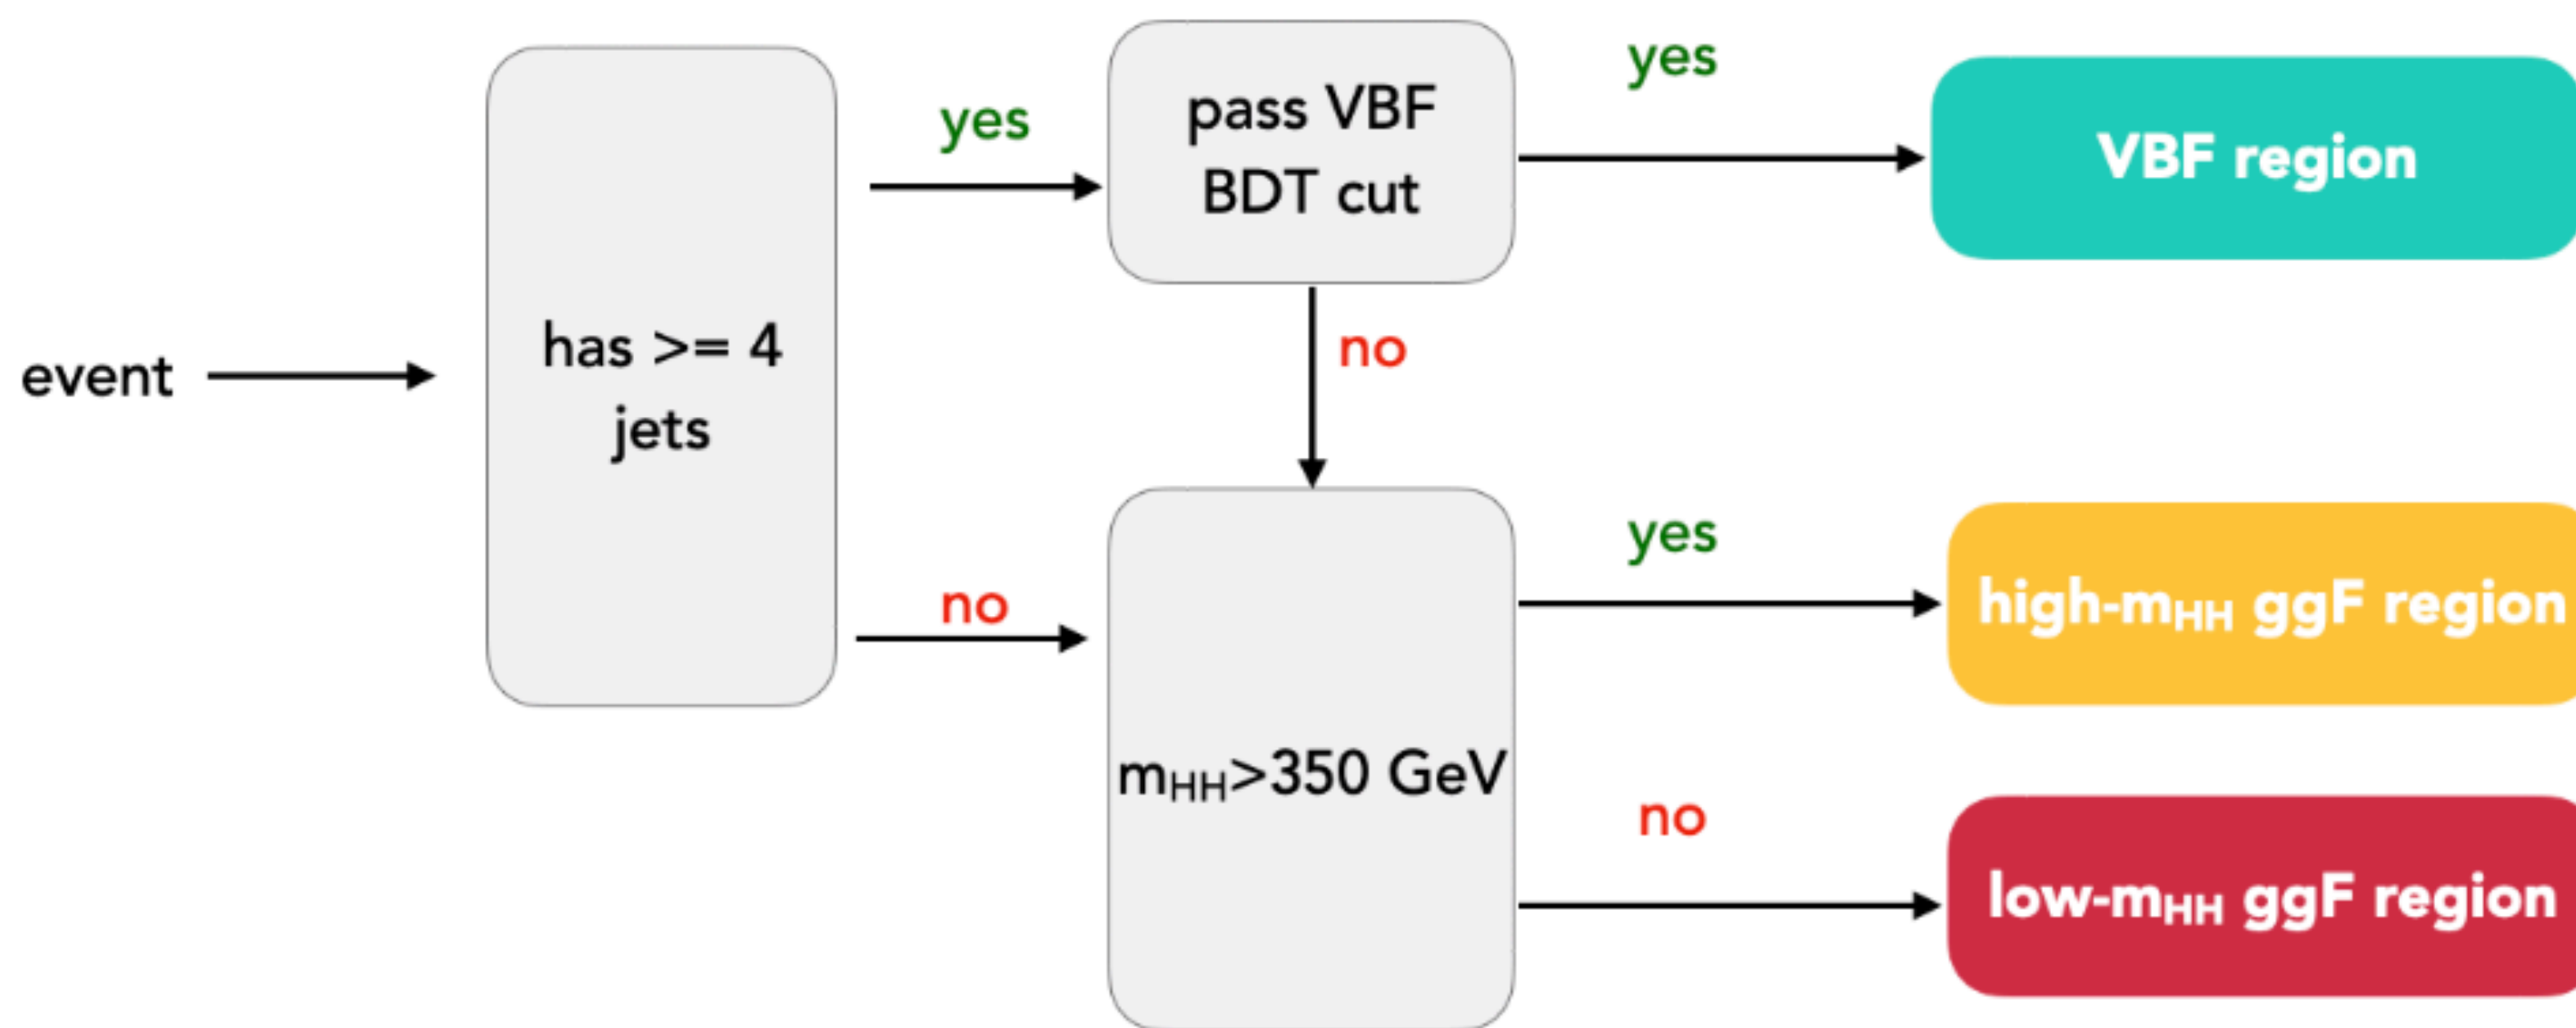 event
has >= 4
jets
yes
no
pass VBF
BDT cut
no
mHH>350 GeV
yes
VBF region
yes
high-mHH ggF region
no
low-mHH ggF region